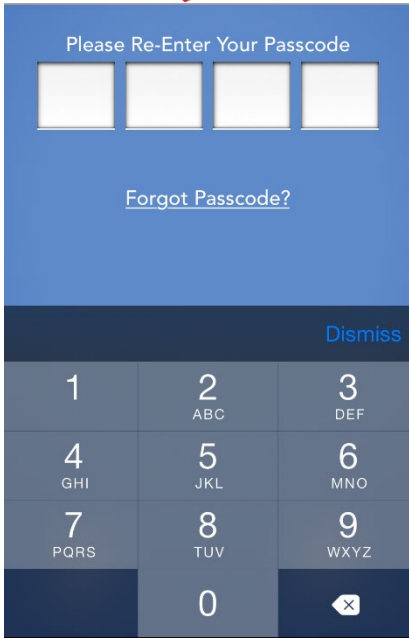 Please Re-Enter Your Passcode
Forgot Passcode?
Dismiss
1 2 3
ABC DEF
4 5 6
GHI JKL MNO
7 8 9
PQRS TUV WXYZ
0